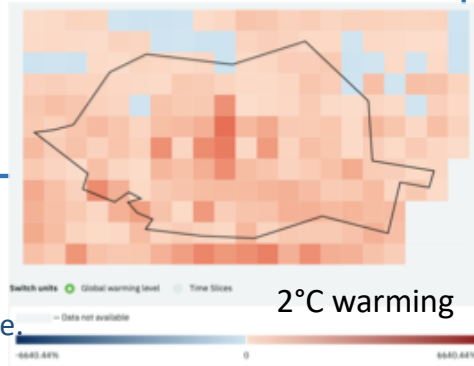 Switch units Global warming level Time Slices
2°C warming
— Data not available
e.
-6640.44% 0 6640.44%